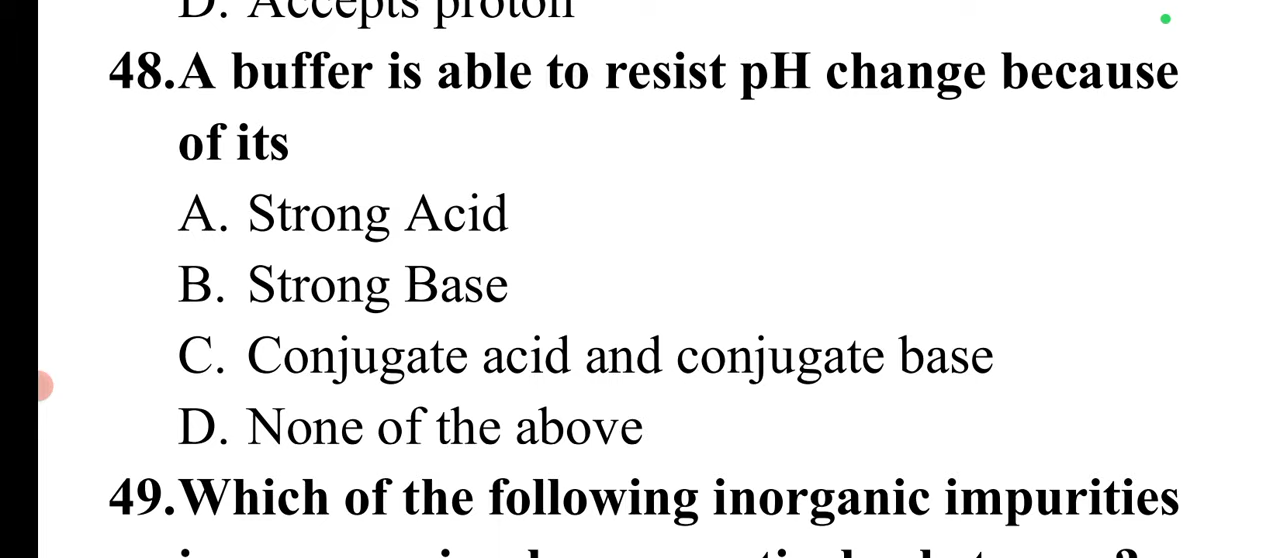 D. Accepts proton
48.A buffer is able to resist pH change because
of its
A. Strong Acid
B. Strong Base
C. Conjugate acid and conjugate base
D. None of the above
49.Which of the following inorganic impurities